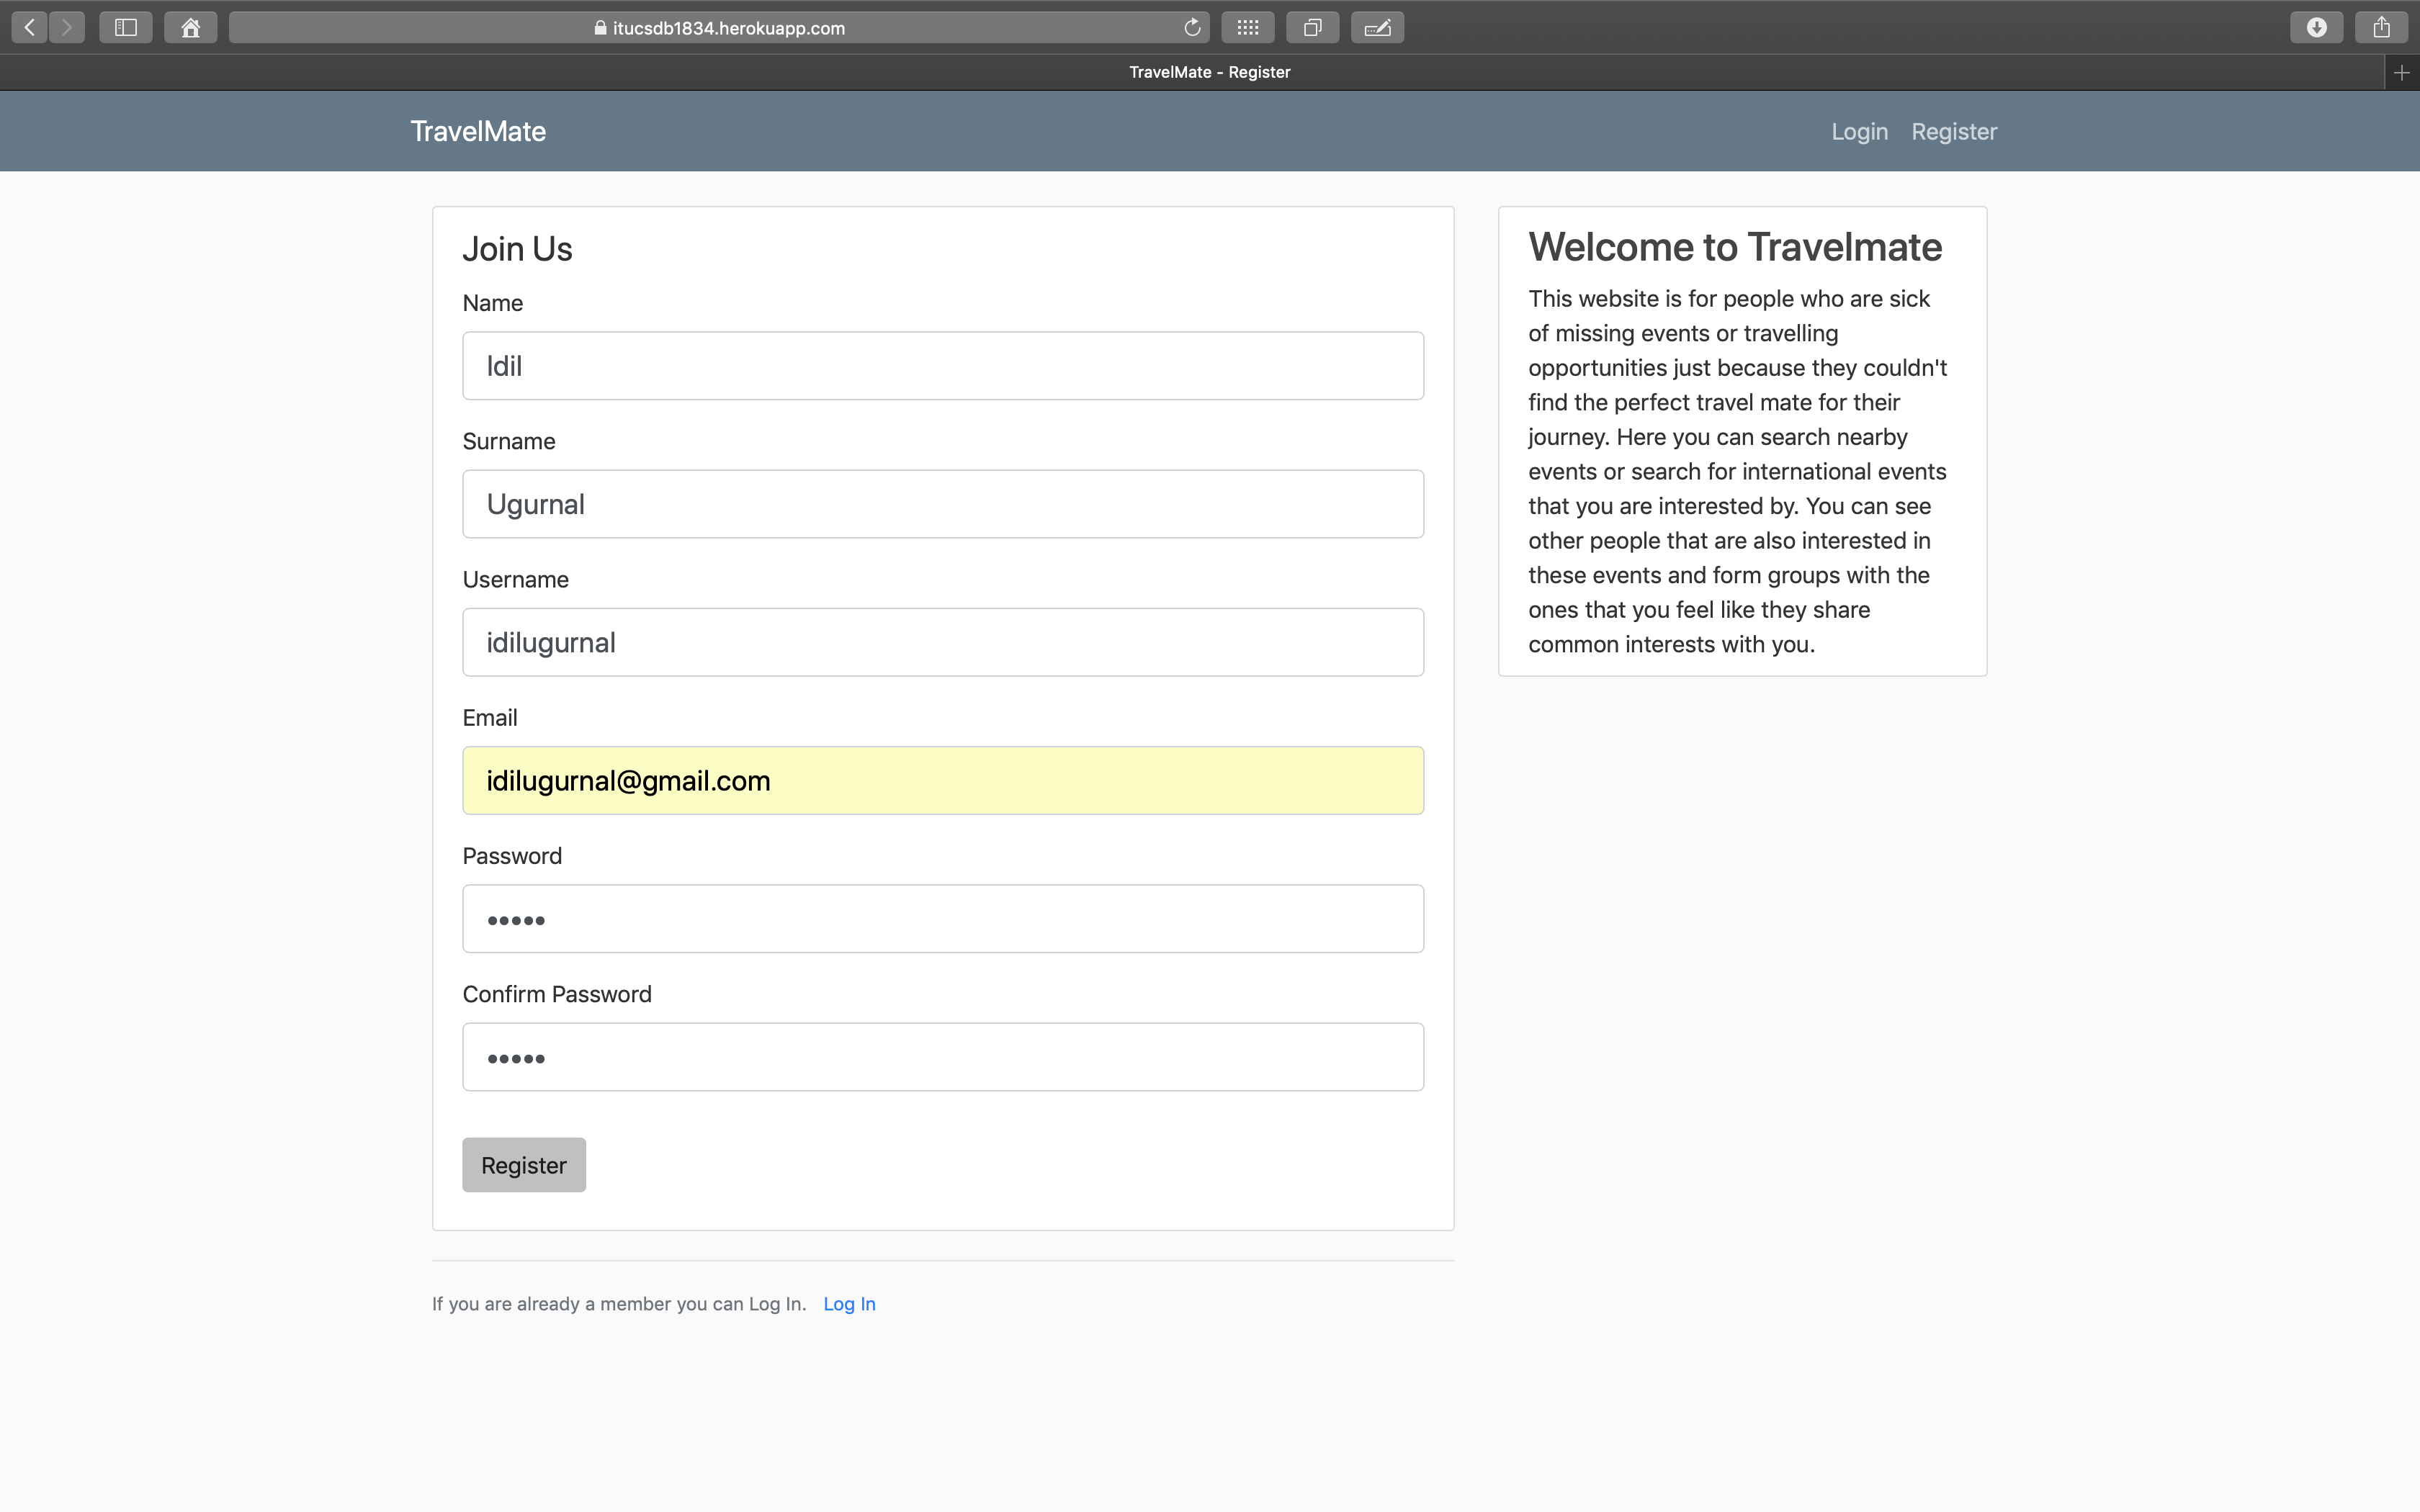 itucsdb1834.herokuapp.com
TravelMate - Register
TravelMate
Login Register
Join Us
Name
Idil
Surname
Ugurnal
Username
idilugurnal
Email
idilugurnal@gmail.com
Password
•••••
Confirm Password
•••••
Register
If you are already a member you can Log In. Log In
Welcome to Travelmate
This website is for people who are sick
of missing events or travelling
opportunities just because they couldn't
find the perfect travel mate for their
journey. Here you can search nearby
events or search for international events
that you are interested by. You can see
other people that are also interested in
these events and form groups with the
ones that you feel like they share
common interests with you.